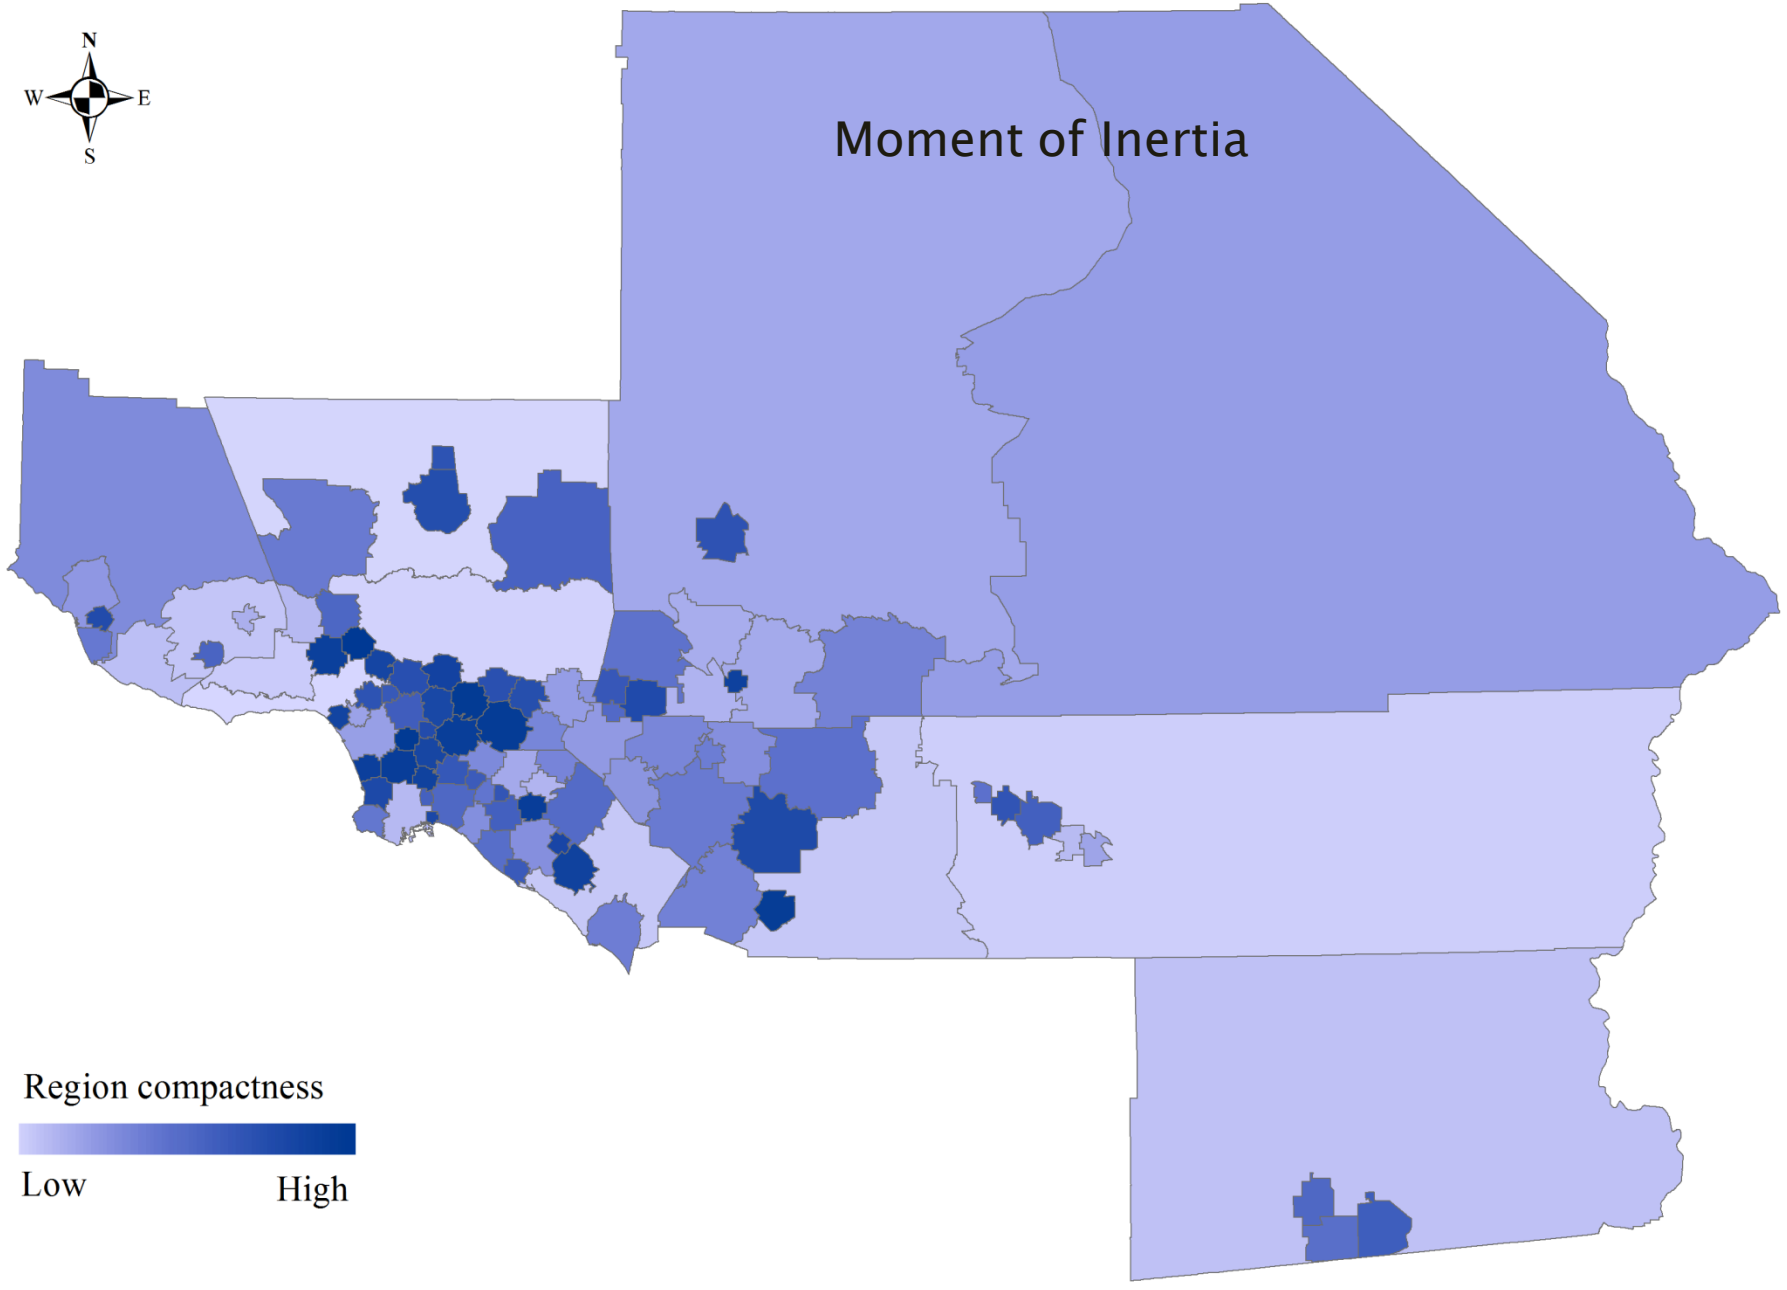 N
W E
S
Moment of Inertia
Region compactness
Low High